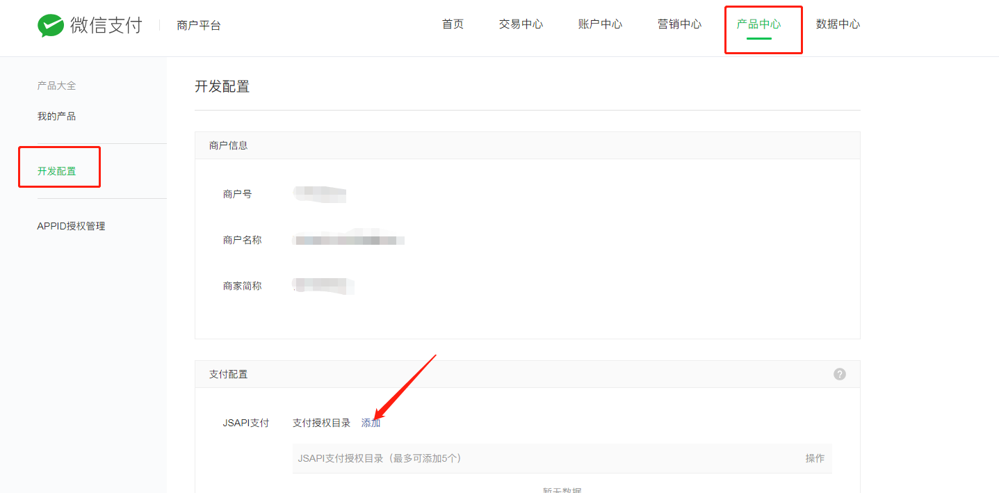 微信支付 商户平台 首页 交易中心 账户中心 营销中心 产品中心 数据中心
产品大全
我的产品
开发配置
APPID授权管理
开发配置
商户信息
商户号
商户名称
商家简称
支付配置 ?
JSAPI支付 支付授权目录 添加
JSAPI支付授权目录（最多可添加5个） 操作
暂无数据